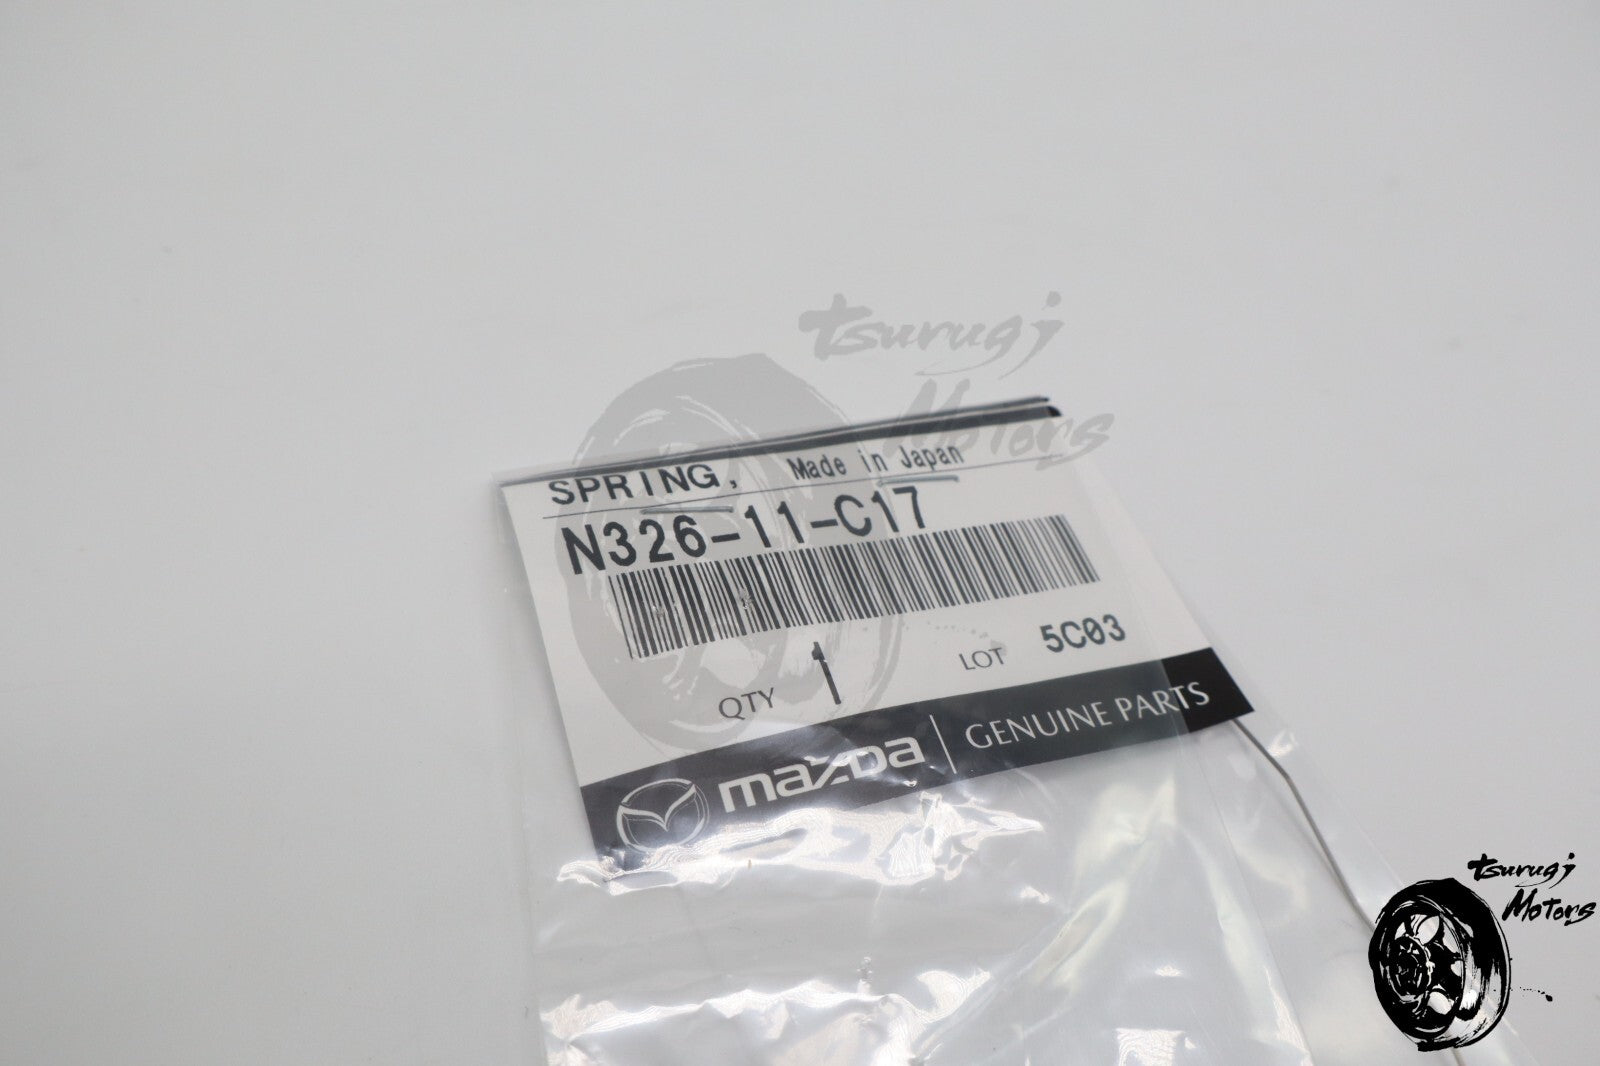 tsurugi
Motors
SPRING, Made in Japan
N326-11-C17
QTY 1 LOT 5C03
mazda GENUINE PARTS
tsurugi
Motors